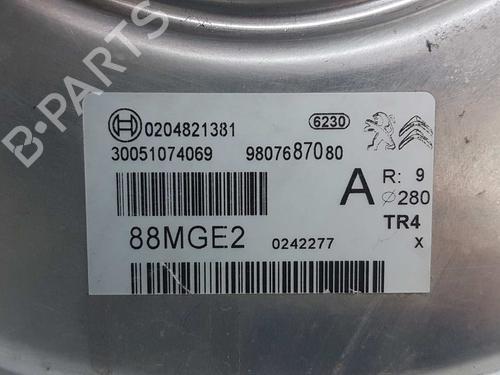 0204821381 6230
30051074069 9807687080
A R: 9
⌀280
TR4
88MGE2 0242277 X
B-PARTS